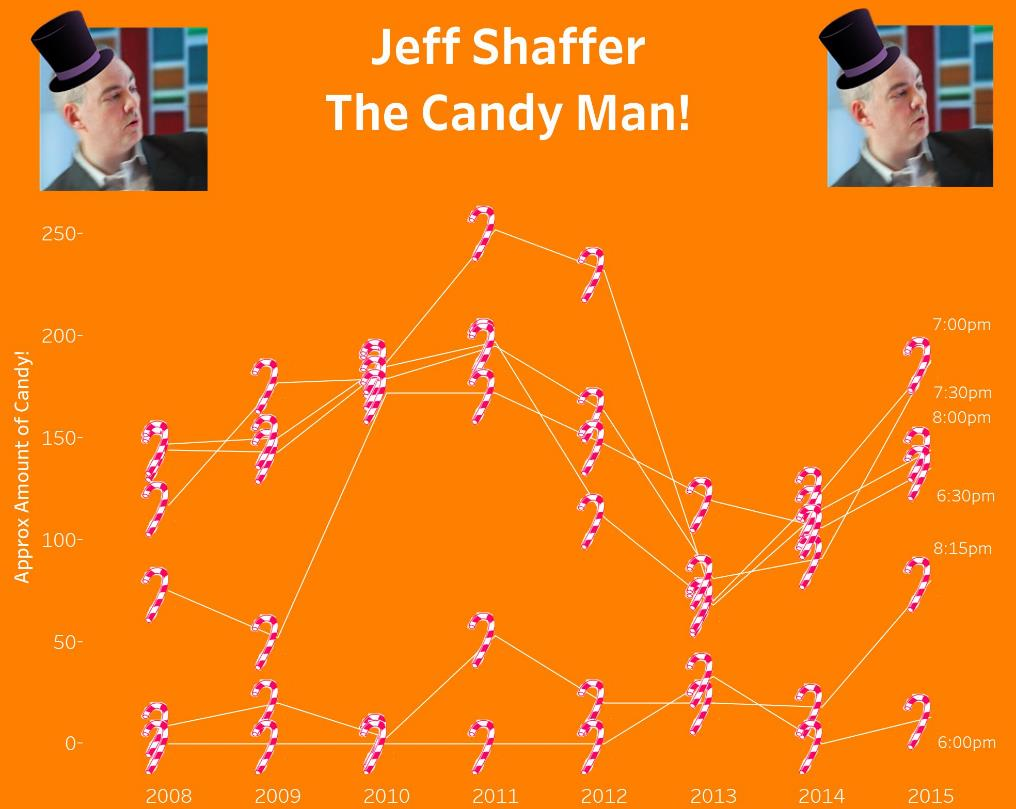 Jeff Shaffer
The Candy Man!
Approx Amount of Candy!
250-
200-
150-
100-
50-
0-
7:00pm
7:30pm
8:00pm
6:30pm
8:15pm
6:00pm
2008 2009 2010 2011 2012 2013 2014 2015